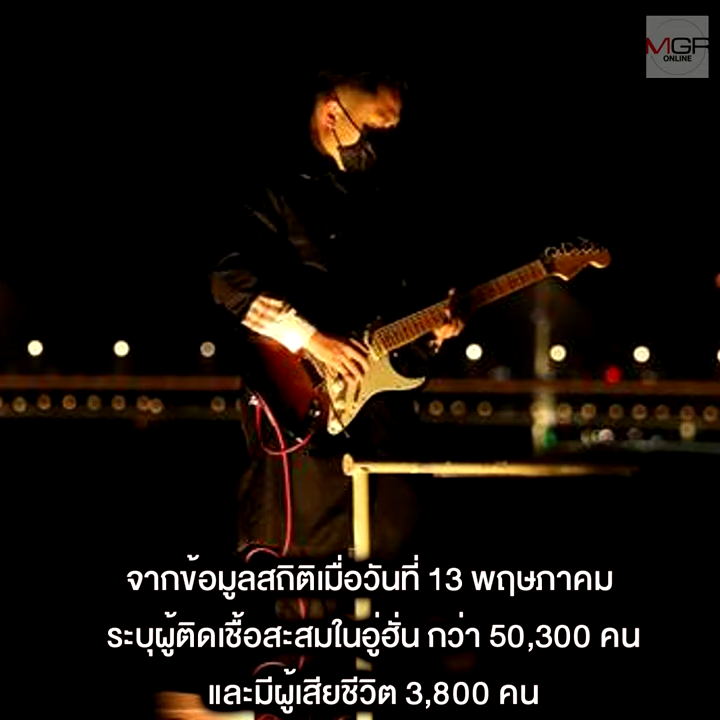 MGR
ONLINE
จากข้อมูลสถิติเมื่อวันที่ 13 พฤษภาคม
ระบุผู้ติดเชื้อสะสมในอู่ฮั่น กว่า 50,300 คน
และมีผู้เสียชีวิต 3,800 คน